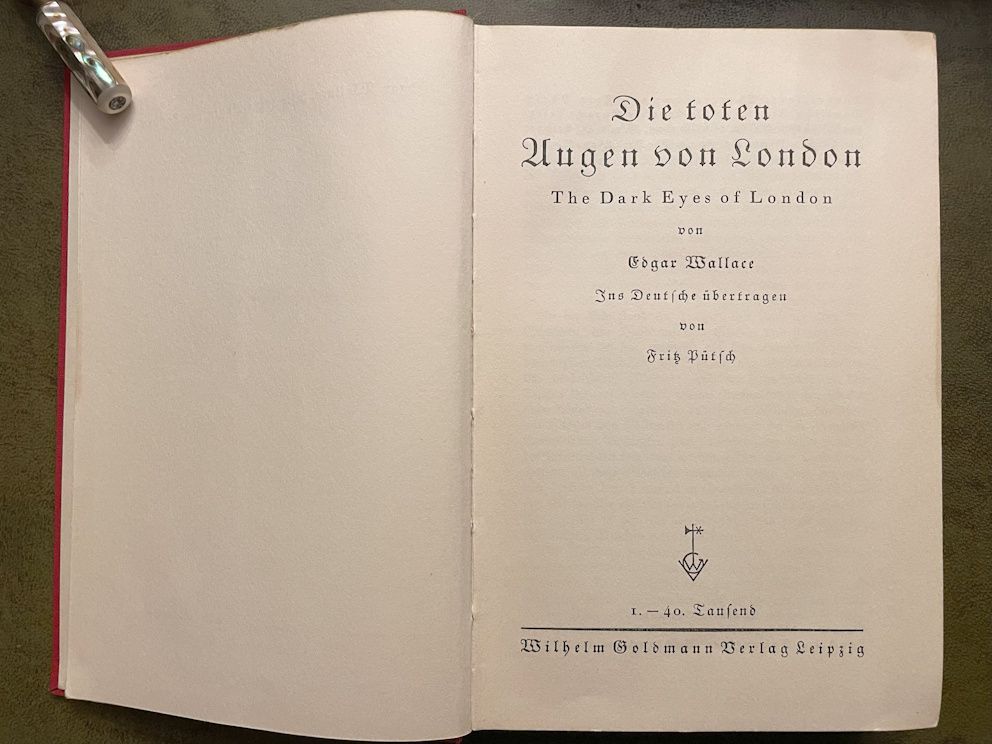 Die toten
Augen von London
The Dark Eyes of London
von
Edgar Wallace
Ins Deutſche übertragen
von
Fritz Pütſch
1. — 40. Tauſend
Wilhelm Goldmann Verlag Leipzig